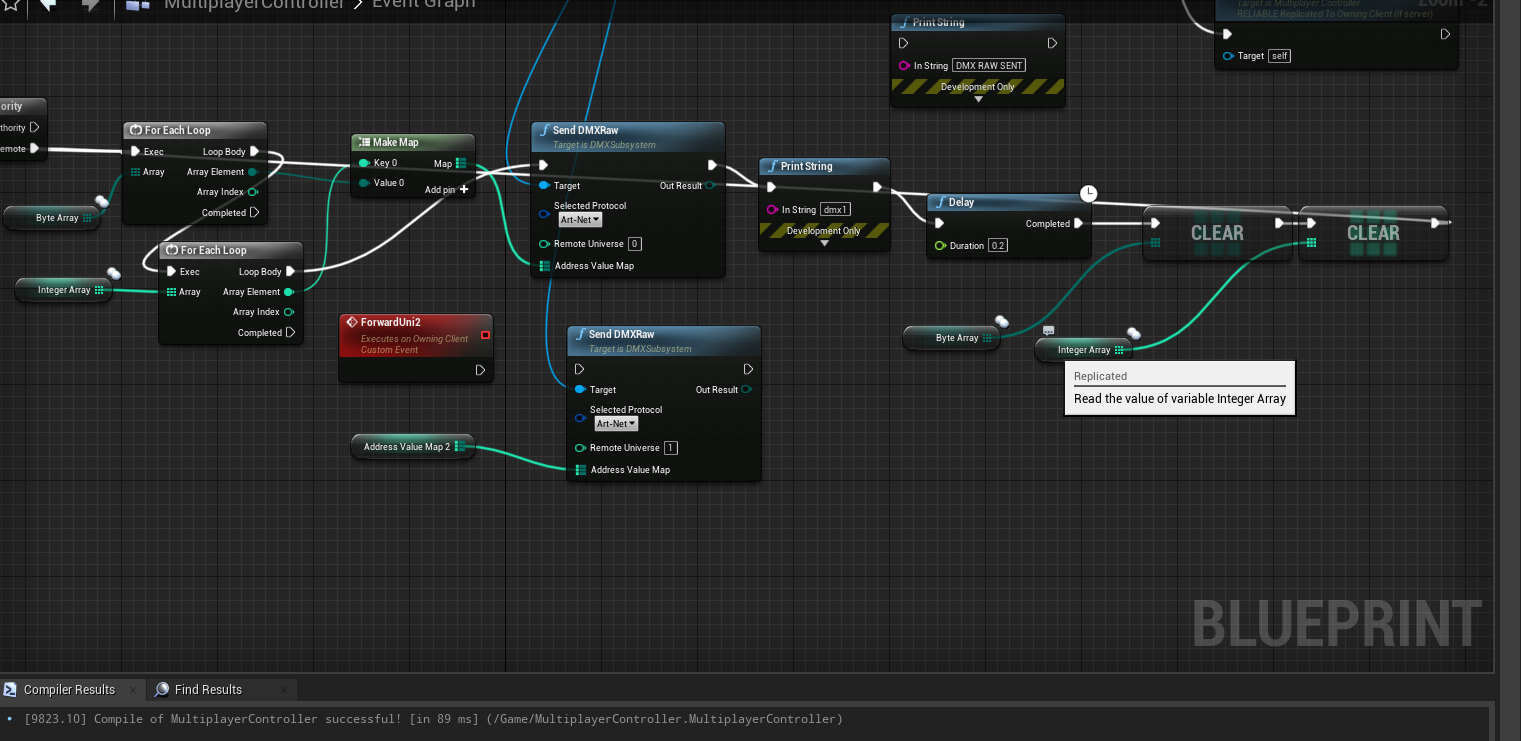 MultiplayerController > Event Graph
Zoom -2
Print String
In String DMX RAW SENT
Development Only
Target is Multiplayer Controller
RELIABLE Replicated To Owning Client (if server)
Target self
ority
thority
emote
For Each Loop
Exec Loop Body
Array Array Element
Array Index
Completed
Byte Array
For Each Loop
Exec Loop Body
Array Array Element
Array Index
Completed
Integer Array
Make Map
Key 0 Map
Value 0
Add pin +
Send DMXRaw
Target is DMXSubsystem
Target Out Result
Selected Protocol
Art-Net
Remote Universe 0
Address Value Map
Print String
In String dmx1
Development Only
Delay
Completed
Duration 0.2
CLEAR
CLEAR
Byte Array
Integer Array
Replicated
Read the value of variable Integer Array
ForwardUni2
Executes on Owning Client
Custom Event
Send DMXRaw
Target is DMXSubsystem
Target Out Result
Selected Protocol
Art-Net
Remote Universe 1
Address Value Map
Address Value Map 2
BLUEPRINT
Compiler Results × Find Results ×
• [9823.10] Compile of MultiplayerController successful! [in 89 ms] (/Game/MultiplayerController.MultiplayerController)